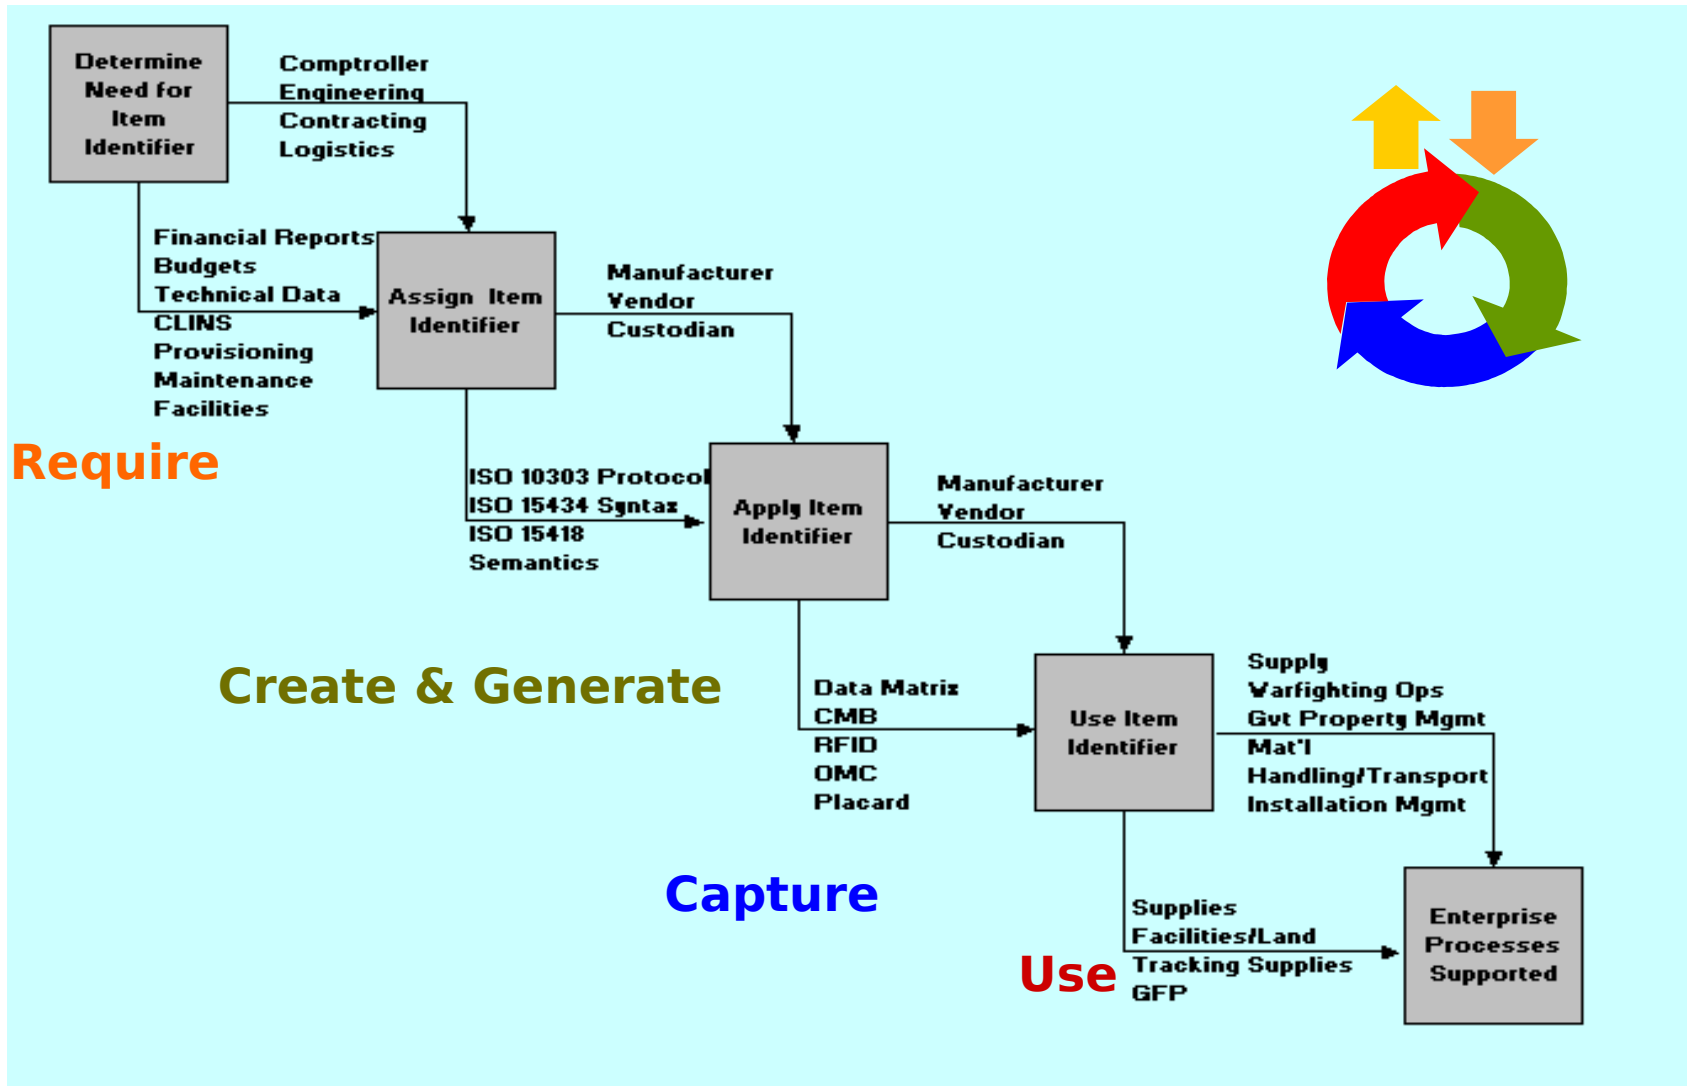 Determine
Need for
Item
Identifier
Comptroller
Engineering
Contracting
Logistics
Financial Reports
Budgets
Technical Data
CLINS
Provisioning
Maintenance
Facilities
Assign Item
Identifier
Manufacturer
Vendor
Custodian
Require
ISO 10303 Protocol
ISO 15434 Syntax
ISO 15418
Semantics
Apply Item
Identifier
Manufacturer
Vendor
Custodian
Create & Generate
Data Matrix
CMB
RFID
OMC
Placard
Use Item
Identifier
Supply
Warfighting Ops
Gvt Property Mgmt
Mat'l
Handling/Transport
Installation Mgmt
Capture
Supplies
Facilities/Land
Tracking Supplies
GFP
Use
Enterprise
Processes
Supported